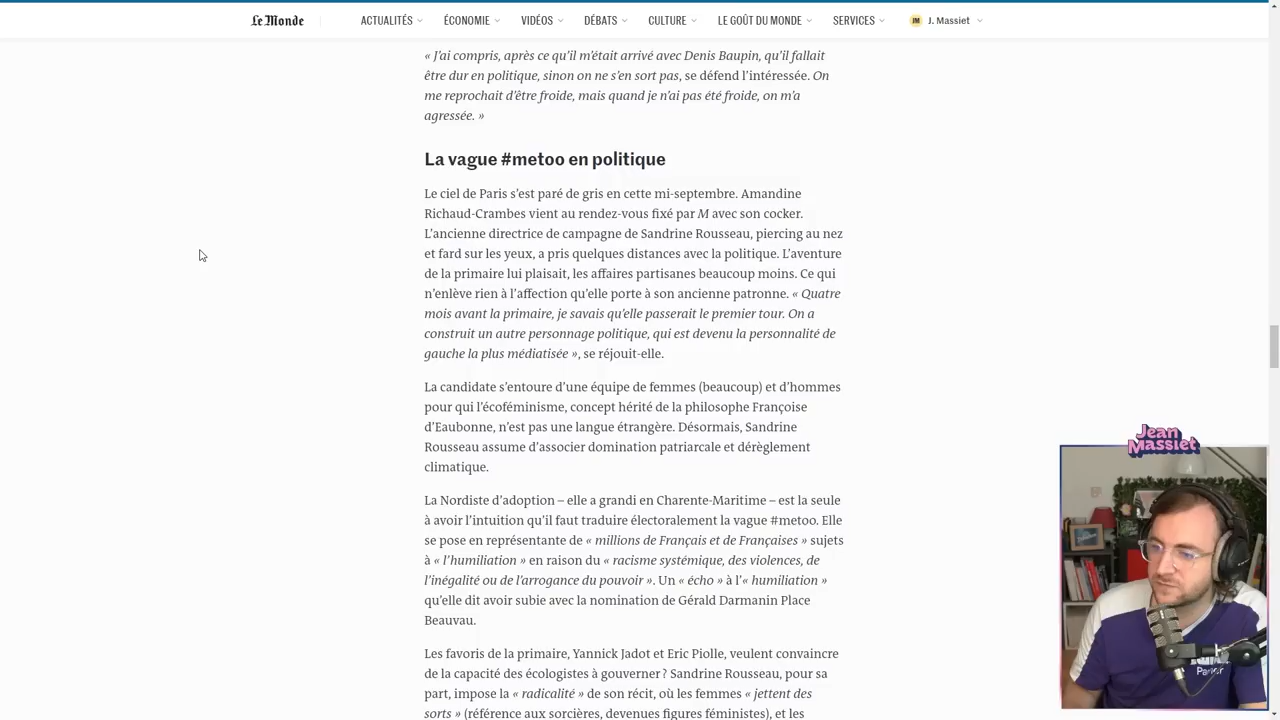 Le Monde
ACTUALITÉS
ÉCONOMIE
VIDÉOS
DÉBATS
CULTURE
LE GOÛT DU MONDE
SERVICES
JM
J. Massiet
« J’ai compris, après ce qu’il m’était arrivé avec Denis Baupin, qu’il fallait
être dur en politique, sinon on ne s’en sort pas, se défend l’intéressée. On
me reprochait d’être froide, mais quand je n’ai pas été froide, on m’a
agressée. »
La vague #metoo en politique
Le ciel de Paris s’est paré de gris en cette mi-septembre. Amandine
Richaud-Crambes vient au rendez-vous fixé par M avec son cocker.
L’ancienne directrice de campagne de Sandrine Rousseau, piercing au nez
et fard sur les yeux, a pris quelques distances avec la politique. L’aventure
de la primaire lui plaisait, les affaires partisanes beaucoup moins. Ce qui
n’enlève rien à l’affection qu’elle porte à son ancienne patronne. « Quatre
mois avant la primaire, je savais qu’elle passerait le premier tour. On a
construit un autre personnage politique, qui est devenu la personnalité de
gauche la plus médiatisée », se réjouit-elle.
La candidate s’entoure d’une équipe de femmes (beaucoup) et d’hommes
pour qui l’écoféminisme, concept hérité de la philosophe Françoise
d’Eaubonne, n’est pas une langue étrangère. Désormais, Sandrine
Rousseau assume d’associer domination patriarcale et dérèglement
climatique.
La Nordiste d’adoption – elle a grandi en Charente-Maritime – est la seule
à avoir l’intuition qu’il faut traduire électoralement la vague #metoo. Elle
se pose en représentante de « millions de Français et de Françaises » sujets
à « l’humiliation » en raison du « racisme systémique, des violences, de
l’inégalité ou de l’arrogance du pouvoir ». Un « écho » à l’« humiliation »
qu’elle dit avoir subie avec la nomination de Gérald Darmanin Place
Beauvau.
Les favoris de la primaire, Yannick Jadot et Eric Piolle, veulent convaincre
de la capacité des écologistes à gouverner ? Sandrine Rousseau, pour sa
part, impose la « radicalité » de son récit, où les femmes « jettent des
sorts » (référence aux sorcières, devenues figures féministes), et les
Jean
Massiet